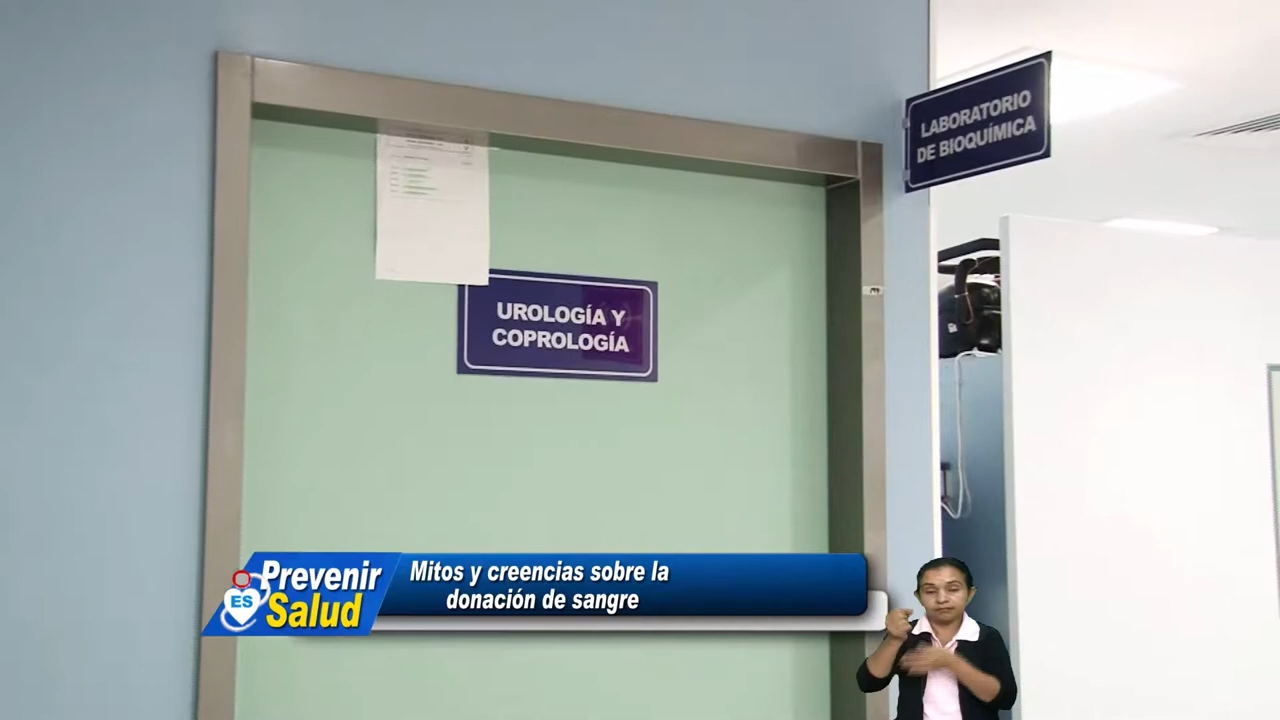 LABORATORIO
DE BIOQUÍMICA
UROLOGÍA Y
COPROLOGÍA
Prevenir
ES
Salud
Mitos y creencias sobre la
donación de sangre